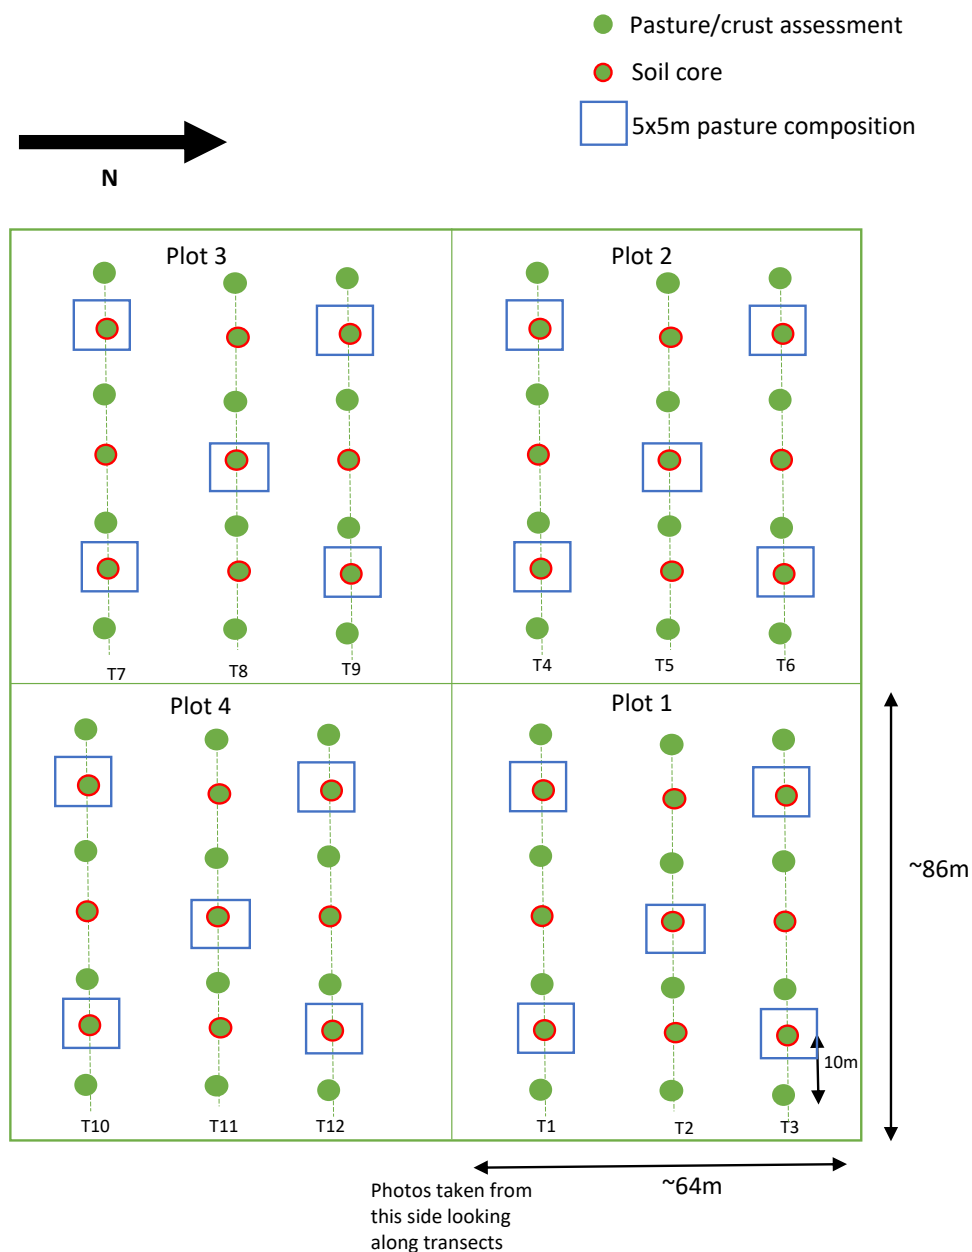 Pasture/crust assessment
Soil core
5x5m pasture composition
N
Plot 3
Plot 2
T7
T8
T9
T4
T5
T6
Plot 4
Plot 1
~86m
10m
T10
T11
T12
T1
T2
T3
~64m
Photos taken from
this side looking
along transects